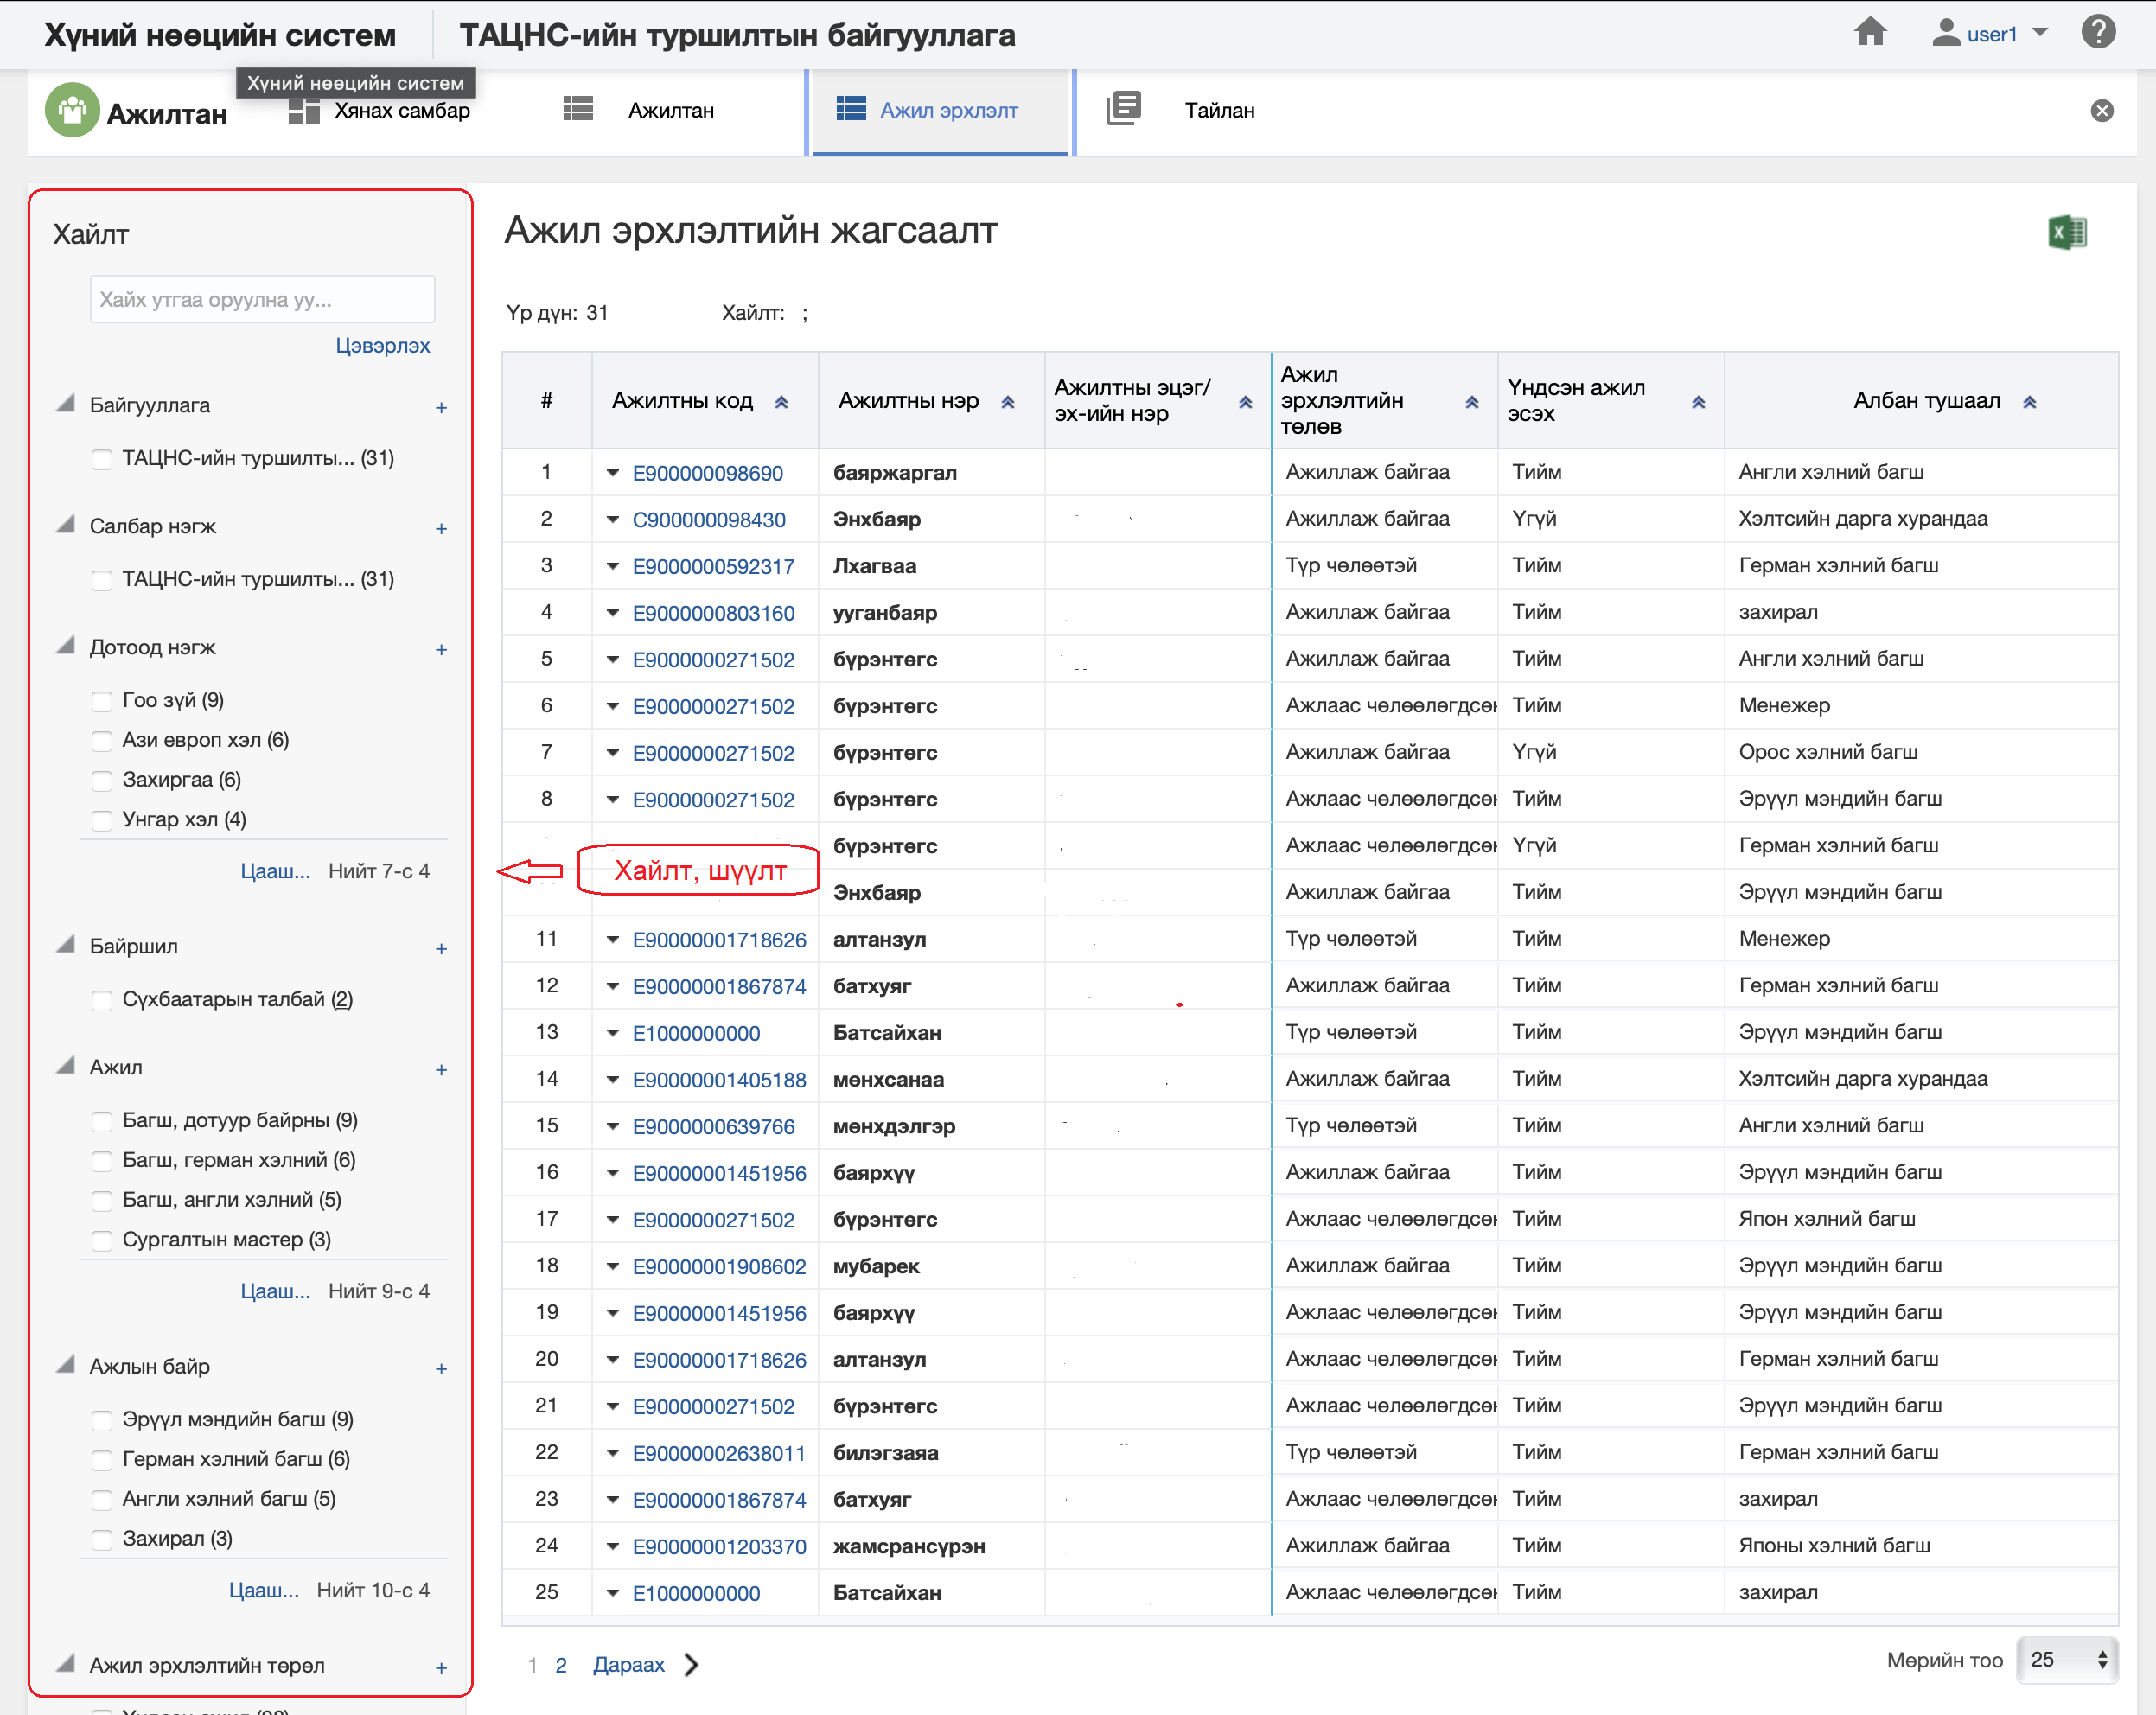 Хүний нөөцийн систем
ТАЦНС-ийн туршилтын байгууллага
user1
Хүний нөөцийн систем
Ажилтан
Хянах самбар
Ажилтан
Ажил эрхлэлт
Тайлан
Хайлт
Хайх утгаа оруулна уу...
Цэвэрлэх
Байгууллага +
ТАЦНС-ийн туршилты... (31)
Салбар нэгж +
ТАЦНС-ийн туршилты... (31)
Дотоод нэгж +
Гоо зүй (9)
Ази европ хэл (6)
Захиргаа (6)
Унгар хэл (4)
Цааш... Нийт 7-с 4
Байршил +
Сүхбаатарын талбай (2)
Ажил +
Багш, дотуур байрны (9)
Багш, герман хэлний (6)
Багш, англи хэлний (5)
Сургалтын мастер (3)
Цааш... Нийт 9-с 4
Ажлын байр +
Эрүүл мэндийн багш (9)
Герман хэлний багш (6)
Англи хэлний багш (5)
Захирал (3)
Цааш... Нийт 10-с 4
Ажил эрхлэлтийн төрөл +
Хайлт, шүүлт
Ажил эрхлэлтийн жагсаалт
Үр дүн: 31 Хайлт: ;
# Ажилтны код Ажилтны нэр Ажилтны эцэг/ эх-ийн нэр Ажил эрхлэлтийн төлөв Үндсэн ажил эсэх Албан тушаал
1 E900000098690 баяржаргал Ажиллаж байгаа Тийм Англи хэлний багш
2 C900000098430 Энхбаяр Ажиллаж байгаа Үгүй Хэлтсийн дарга хурандаа
3 E9000000592317 Лхагваа Түр чөлөөтэй Тийм Герман хэлний багш
4 E9000000803160 ууганбаяр Ажиллаж байгаа Тийм захирал
5 E9000000271502 бүрэнтөгс Ажиллаж байгаа Тийм Англи хэлний багш
6 E9000000271502 бүрэнтөгс Ажлаас чөлөөлөгдсөн Тийм Менежер
7 E9000000271502 бүрэнтөгс Ажиллаж байгаа Үгүй Орос хэлний багш
8 E9000000271502 бүрэнтөгс Ажлаас чөлөөлөгдсөн Тийм Эрүүл мэндийн багш
бүрэнтөгс Ажлаас чөлөөлөгдсөн Үгүй Герман хэлний багш
Энхбаяр Ажиллаж байгаа Тийм Эрүүл мэндийн багш
11 E90000001718626 алтанзул Түр чөлөөтэй Тийм Менежер
12 E90000001867874 батхуяг Ажиллаж байгаа Тийм Герман хэлний багш
13 E1000000000 Батсайхан Түр чөлөөтэй Тийм Эрүүл мэндийн багш
14 E90000001405188 мөнхсанаа Ажиллаж байгаа Тийм Хэлтсийн дарга хурандаа
15 E9000000639766 мөнхдэлгэр Түр чөлөөтэй Тийм Англи хэлний багш
16 E90000001451956 баярхүү Ажиллаж байгаа Тийм Эрүүл мэндийн багш
17 E9000000271502 бүрэнтөгс Ажлаас чөлөөлөгдсөн Тийм Япон хэлний багш
18 E90000001908602 мубарек Ажиллаж байгаа Тийм Эрүүл мэндийн багш
19 E90000001451956 баярхүү Ажлаас чөлөөлөгдсөн Тийм Эрүүл мэндийн багш
20 E90000001718626 алтанзул Ажлаас чөлөөлөгдсөн Тийм Герман хэлний багш
21 E9000000271502 бүрэнтөгс Ажлаас чөлөөлөгдсөн Тийм Эрүүл мэндийн багш
22 E90000002638011 билэгзаяа Түр чөлөөтэй Тийм Герман хэлний багш
23 E90000001867874 батхуяг Ажлаас чөлөөлөгдсөн Тийм захирал
24 E90000001203370 жамсрансүрэн Ажиллаж байгаа Тийм Японы хэлний багш
25 E1000000000 Батсайхан Ажлаас чөлөөлөгдсөн Тийм захирал
1 2 Дараах
Мөрийн тоо 25